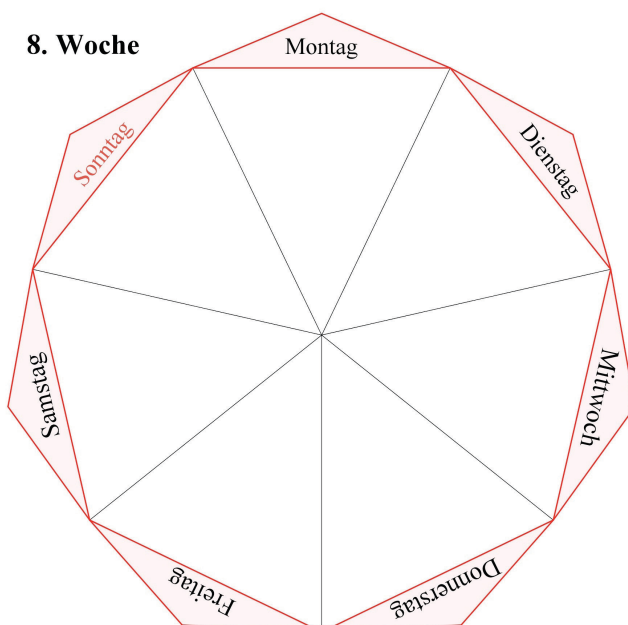 8. Woche
Montag
Dienstag
Mittwoch
Donnerstag
Freitag
Samstag
Sonntag